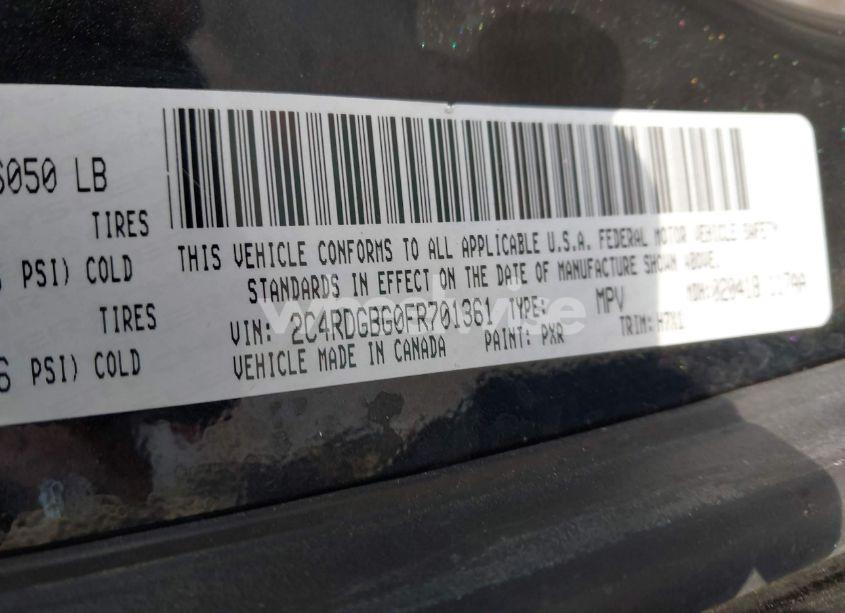 6050 LB
TIRES
PSI) COLD
TIRES
6 PSI) COLD
THIS VEHICLE CONFORMS TO ALL APPLICABLE U.S.A. FEDERAL MOTOR VEHICLE SAFETY
STANDARDS IN EFFECT ON THE DATE OF MANUFACTURE SHOWN ABOVE.
VIN: 2C4RDGBG0FR701361 TYPE: MPV MDH:
VEHICLE MADE IN CANADA PAINT: PXR TRIM: